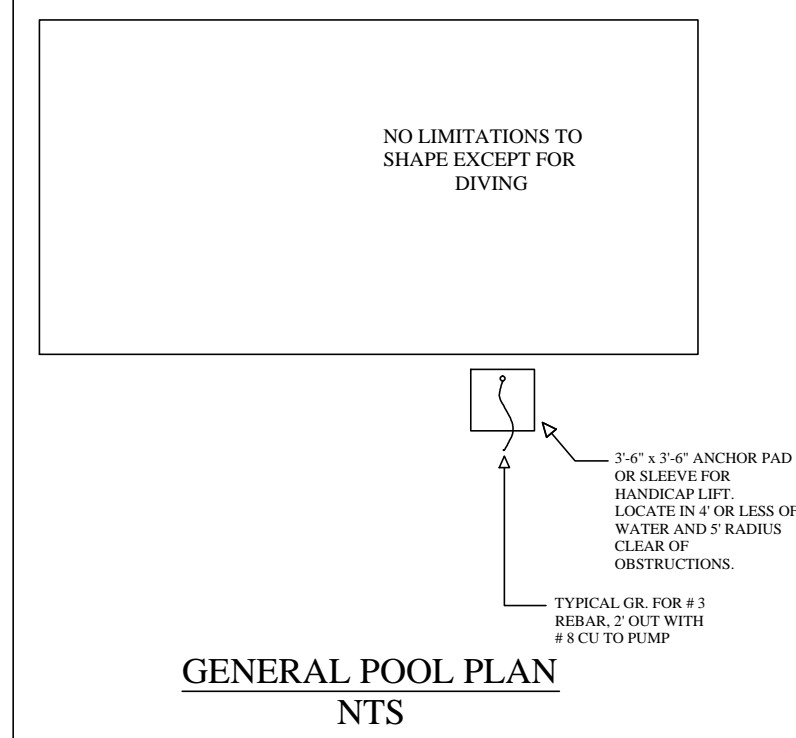 NO LIMITATIONS TO
SHAPE EXCEPT FOR
DIVING
3'-6" x 3'-6" ANCHOR PAD
OR SLEEVE FOR
HANDICAP LIFT.
LOCATE IN 4' OR LESS OF
WATER AND 5' RADIUS
CLEAR OF
OBSTRUCTIONS.
TYPICAL GR. FOR # 3
REBAR, 2' OUT WITH
# 8 CU TO PUMP
GENERAL POOL PLAN
NTS